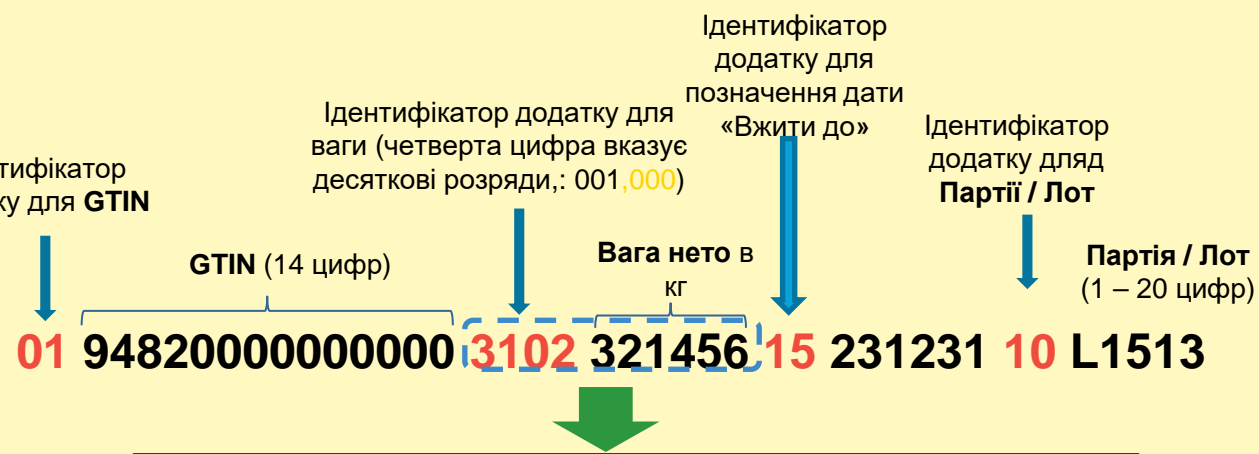 Ідентифікатор
додатку для
позначення дати
«Вжити до»
Ідентифікатор додатку для
ваги (четверта цифра вказує
десяткові розряди,: 001,000)
Ідентифікатор
додатку дляд
Партії / Лот
тифікатор
ку для GTIN
GTIN (14 цифр)
Вага нето в
кг
Партія / Лот
(1 – 20 цифр)
01 94820000000000 3102 321456 15 231231 10 L1513